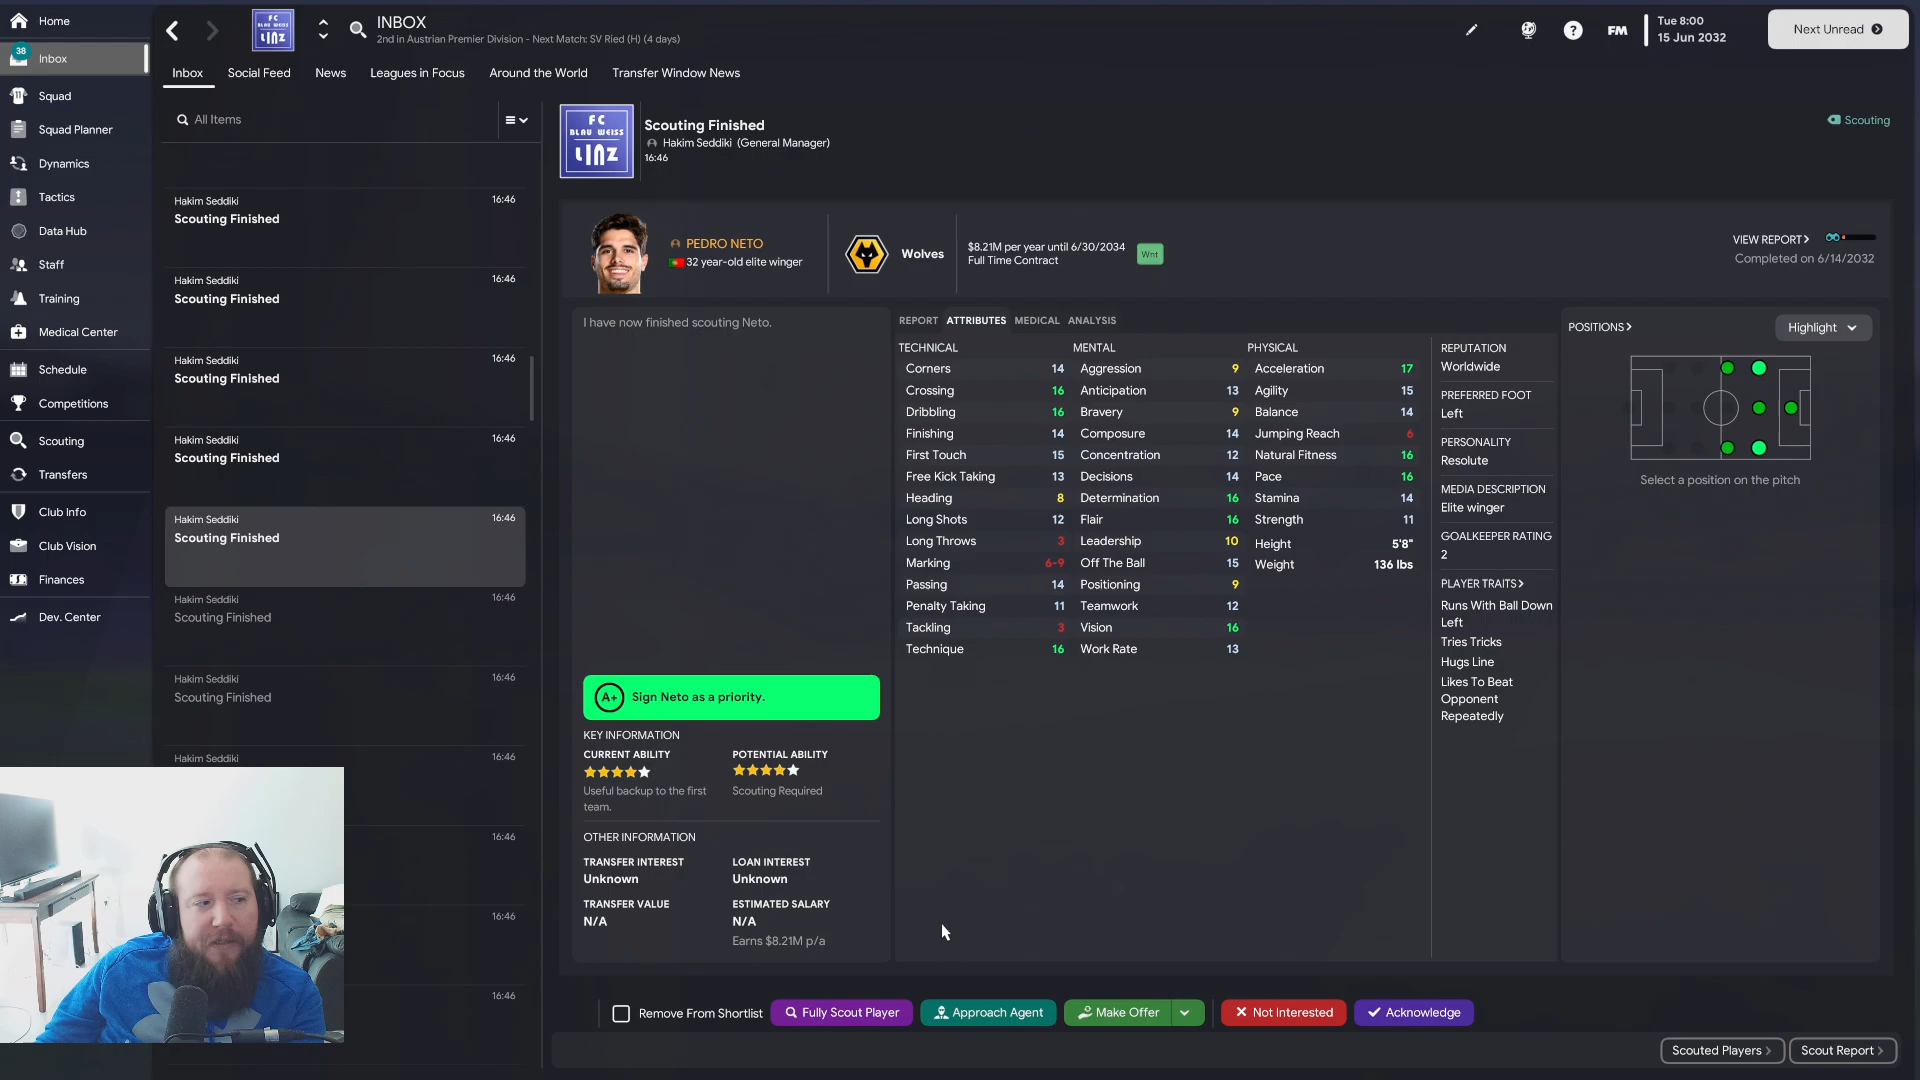 Home
38
Inbox
Squad
Squad Planner
Dynamics
Tactics
Data Hub
Staff
Training
Medical Center
Schedule
Competitions
Scouting
Transfers
Club Info
Club Vision
Finances
Dev. Center
FC
BLAU WEISS
LINZ
INBOX
2nd in Austrian Premier Division - Next Match: SV Ried (H) (4 days)
FM
Tue 8:00
15 Jun 2032
Next Unread
Inbox
Social Feed
News
Leagues in Focus
Around the World
Transfer Window News
All Items
Hakim Seddiki 16:46
Scouting Finished
Hakim Seddiki 16:46
Scouting Finished
Hakim Seddiki 16:46
Scouting Finished
Hakim Seddiki 16:46
Scouting Finished
Hakim Seddiki 16:46
Scouting Finished
Hakim Seddiki 16:46
Scouting Finished
Hakim Seddiki 16:46
Scouting Finished
Hakim Seddiki 16:46
16:46
16:46
16:46
FC
BLAU WEISS
LINZ
Scouting Finished
Hakim Seddiki (General Manager)
16:46
Scouting
PEDRO NETO
32 year-old elite winger
Wolves
$8.21M per year until 6/30/2034
Full Time Contract
Wnt
VIEW REPORT>
Completed on 6/14/2032
I have now finished scouting Neto.
A+ Sign Neto as a priority.
KEY INFORMATION
CURRENT ABILITY
Useful backup to the first
team.
POTENTIAL ABILITY
Scouting Required
OTHER INFORMATION
TRANSFER INTEREST
Unknown
LOAN INTEREST
Unknown
TRANSFER VALUE
N/A
ESTIMATED SALARY
N/A
Earns $8.21M p/a
REPORT ATTRIBUTES MEDICAL ANALYSIS
TECHNICAL
Corners 14
Crossing 16
Dribbling 16
Finishing 14
First Touch 15
Free Kick Taking 13
Heading 8
Long Shots 12
Long Throws 3
Marking 6-9
Passing 14
Penalty Taking 11
Tackling 3
Technique 16
MENTAL
Aggression 9
Anticipation 13
Bravery 9
Composure 14
Concentration 12
Decisions 14
Determination 16
Flair 16
Leadership 10
Off The Ball 15
Positioning 9
Teamwork 12
Vision 16
Work Rate 13
PHYSICAL
Acceleration 17
Agility 15
Balance 14
Jumping Reach 6
Natural Fitness 16
Pace 16
Stamina 14
Strength 11
Height 5'8"
Weight 136 lbs
REPUTATION
Worldwide
PREFERRED FOOT
Left
PERSONALITY
Resolute
MEDIA DESCRIPTION
Elite winger
GOALKEEPER RATING
2
PLAYER TRAITS>
Runs With Ball Down
Left
Tries Tricks
Hugs Line
Likes To Beat
Opponent
Repeatedly
POSITIONS>
Highlight
Select a position on the pitch
Remove From Shortlist
Fully Scout Player
Approach Agent
Make Offer
Not Interested
Acknowledge
Scouted Players >
Scout Report >